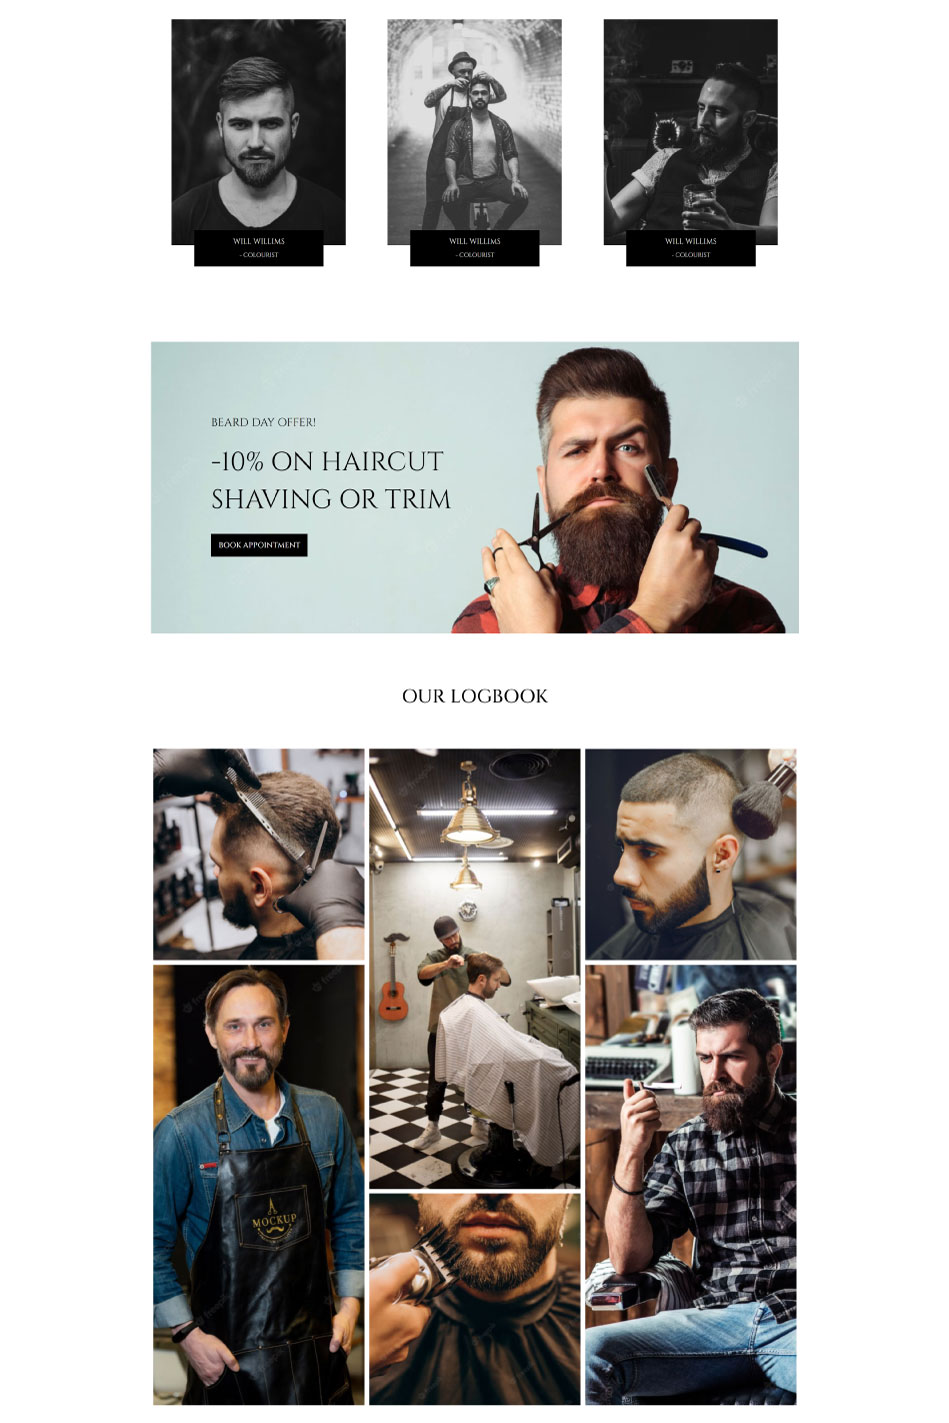 WILL WILLIMS
- COLOURIST
WILL WILLIMS
- COLOURIST
WILL WILLIMS
- COLOURIST
BEARD DAY OFFER!
-10% ON HAIRCUT
SHAVING OR TRIM
BOOK APPOINTMENT
OUR LOGBOOK
MOCKUP